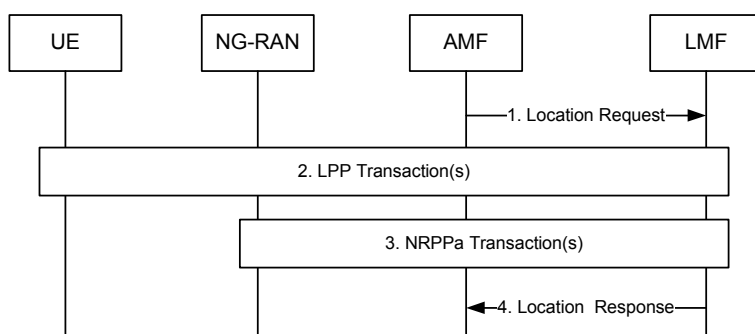 UE
NG-RAN
AMF
LMF
1. Location Request
2. LPP Transaction(s)
3. NRPPa Transaction(s)
4. Location Response